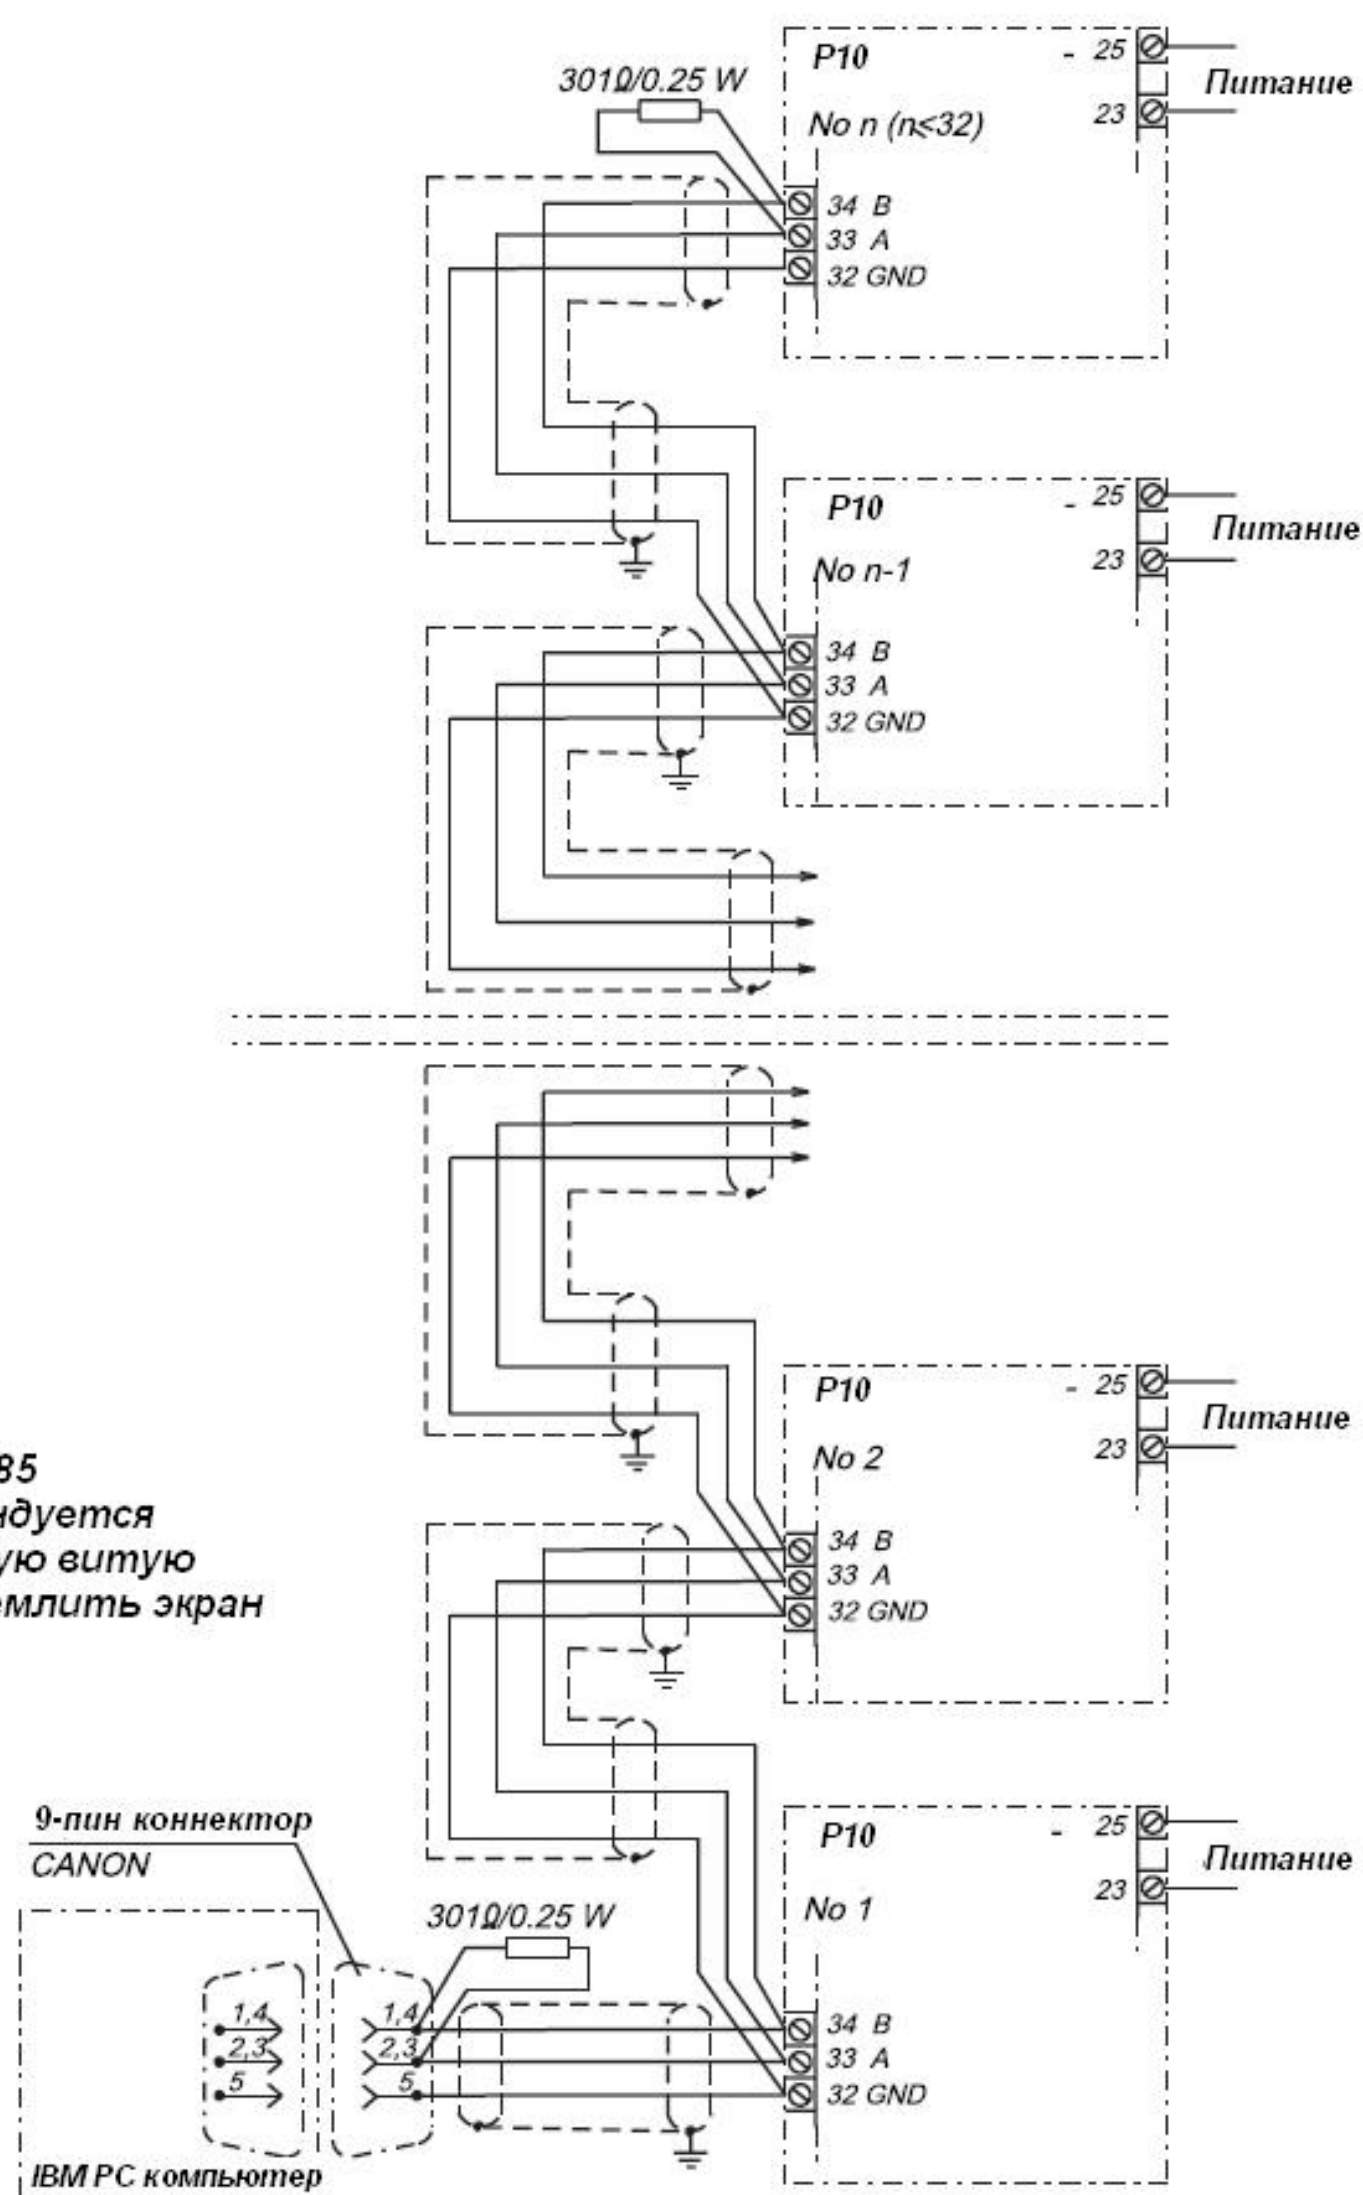 301Ω/0.25 W
P10
- 25
Питание
No n (n≤32)
23
34 B
33 A
32 GND
P10
- 25
Питание
No n-1
23
34 B
33 A
32 GND
P10
- 25
Питание
No 2
23
85
ндуется
ую витую
емлить экран
34 B
33 A
32 GND
9-пин коннектор
CANON
P10
- 25
Питание
No 1
23
301Ω/0.25 W
1,4
1,4
2,3
2,3
5
5
34 B
33 A
32 GND
IBM PC компьютер